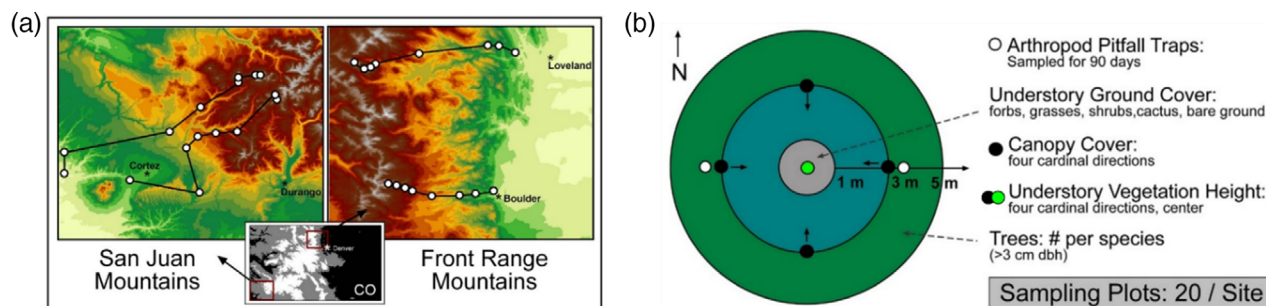 (a)
Cortez
Durango
Loveland
Boulder
San Juan
Mountains
Denver
CO
Front Range
Mountains
(b)
N
1 m
3 m
5 m
Arthropod Pitfall Traps:
Sampled for 90 days
Understory Ground Cover:
forbs, grasses, shrubs,cactus, bare ground
Canopy Cover:
four cardinal directions
Understory Vegetation Height:
four cardinal directions, center
Trees: # per species
(>3 cm dbh)
Sampling Plots: 20 / Site